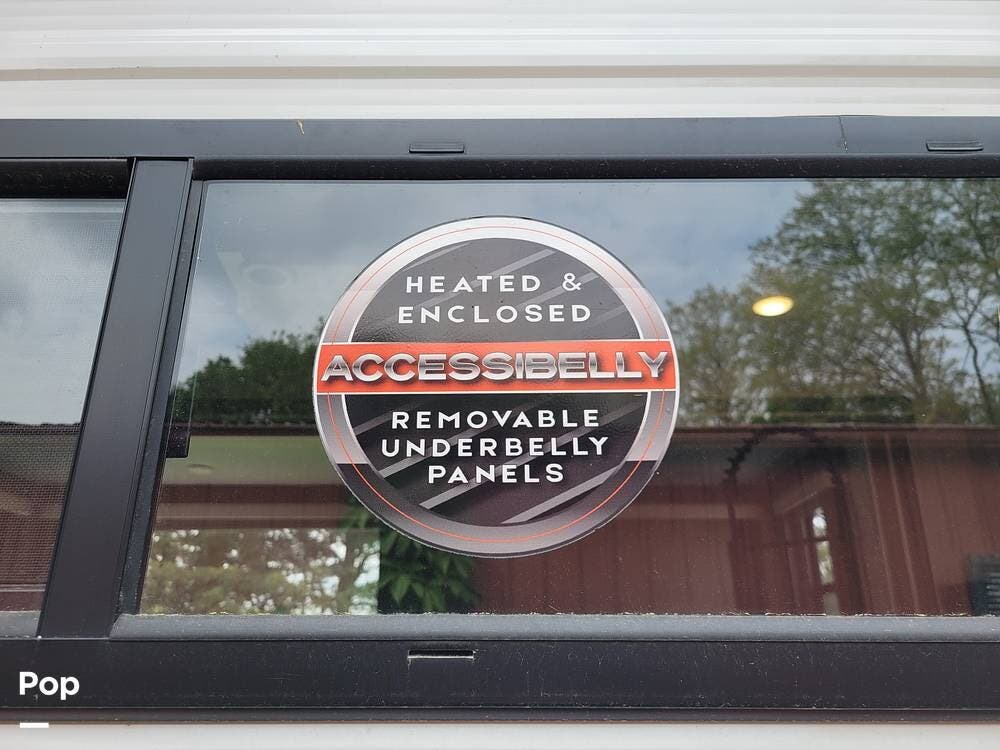 HEATED &
ENCLOSED
ACCESSIBELLY
REMOVABLE
UNDERBELLY
PANELS
Pop